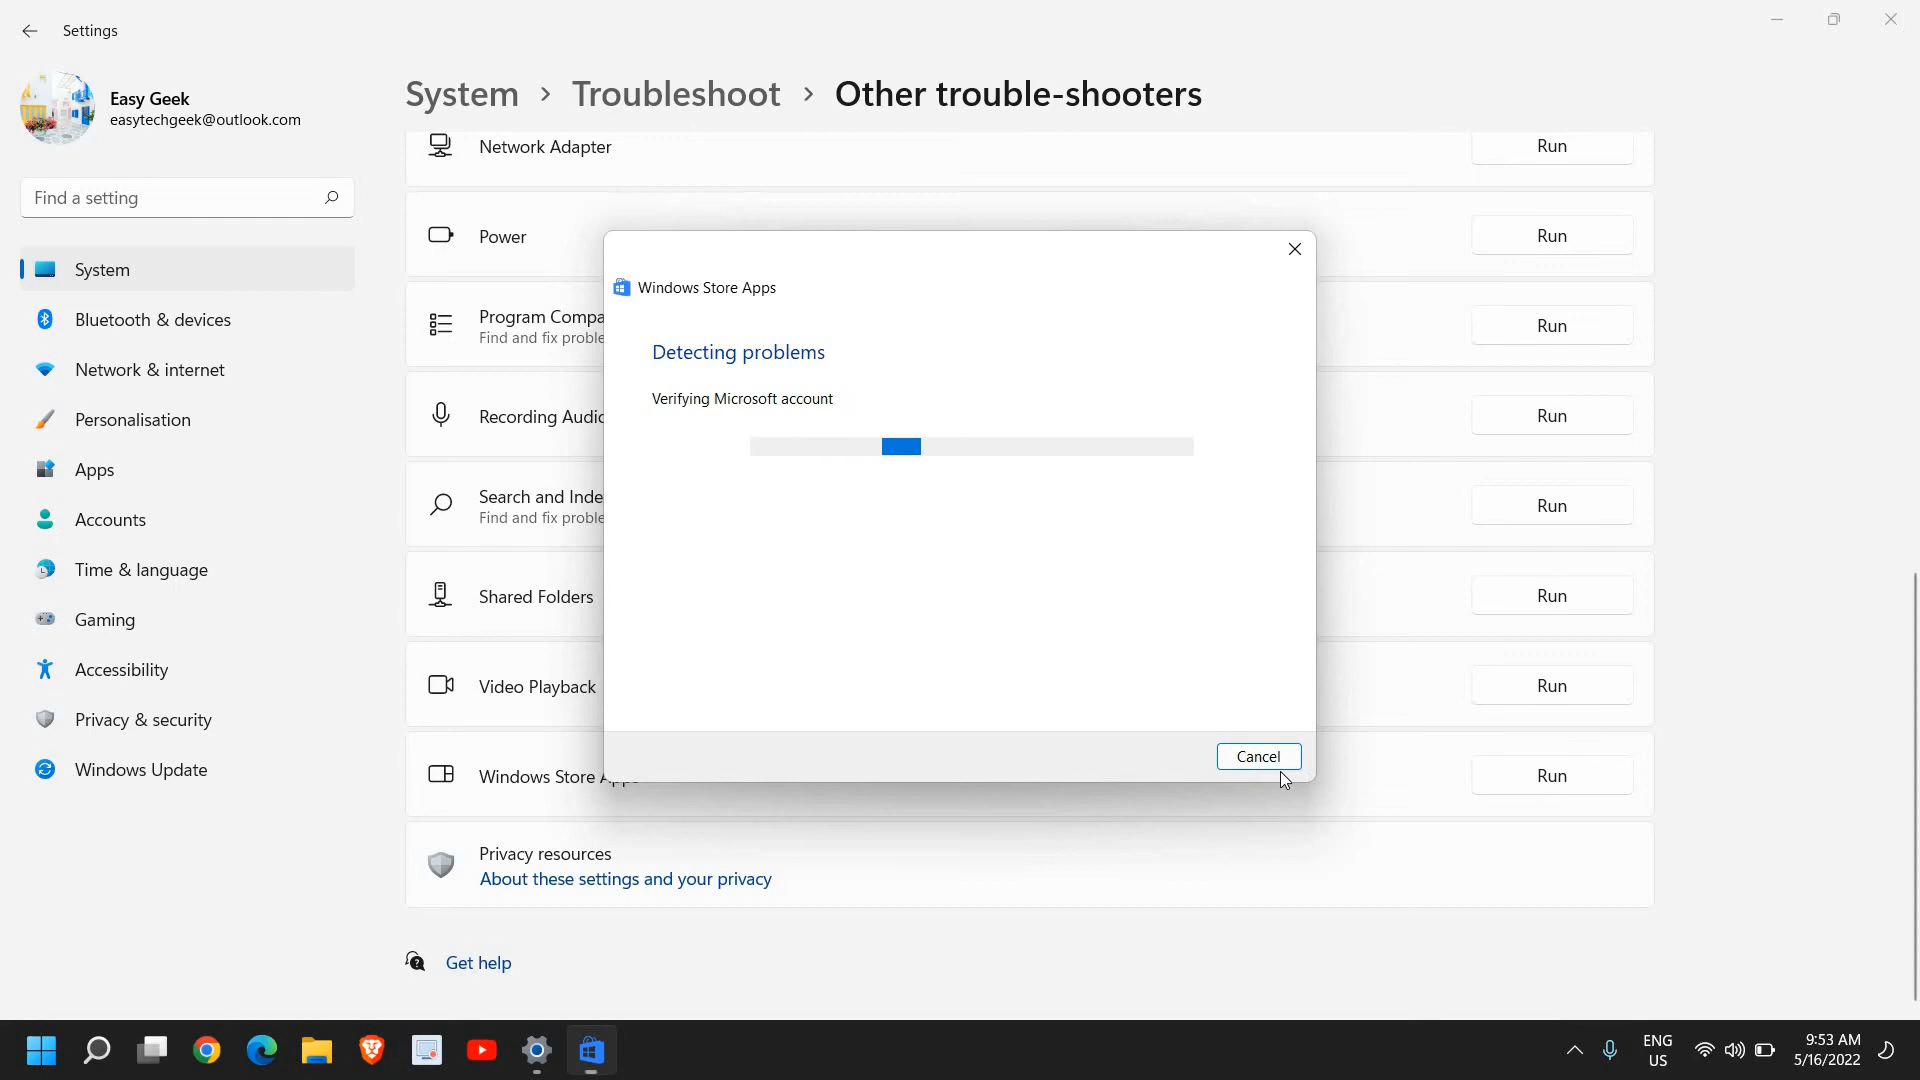 Settings
Easy Geek
easytechgeek@outlook.com
Find a setting
System
Bluetooth & devices
Network & internet
Personalisation
Apps
Accounts
Time & language
Gaming
Accessibility
Privacy & security
Windows Update
System > Troubleshoot > Other trouble-shooters
Network Adapter
Run
Power
Run
Program Compa
Find and fix proble
Run
Recording Audio
Run
Search and Inde
Find and fix proble
Run
Shared Folders
Run
Video Playback
Run
Windows Store Apps
Run
Privacy resources
About these settings and your privacy
Get help
Windows Store Apps
Detecting problems
Verifying Microsoft account
Cancel
ENG
US
9:53 AM
5/16/2022